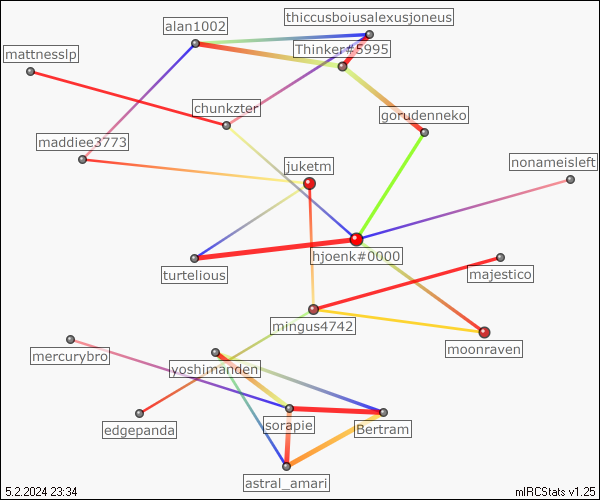 thiccusboiusalexusjoneus
alan1002
Thinker#5995
mattnesslp
chunkzter
gorudenneko
maddiee3773
juketm
nonameisleft
hjoenk#0000
turtelious
majestico
mingus4742
moonraven
mercurybro
yoshimanden
edgepanda
sorapie
Bertram
astral_amari
5.2.2024 23:34
mIRCStats v1.25